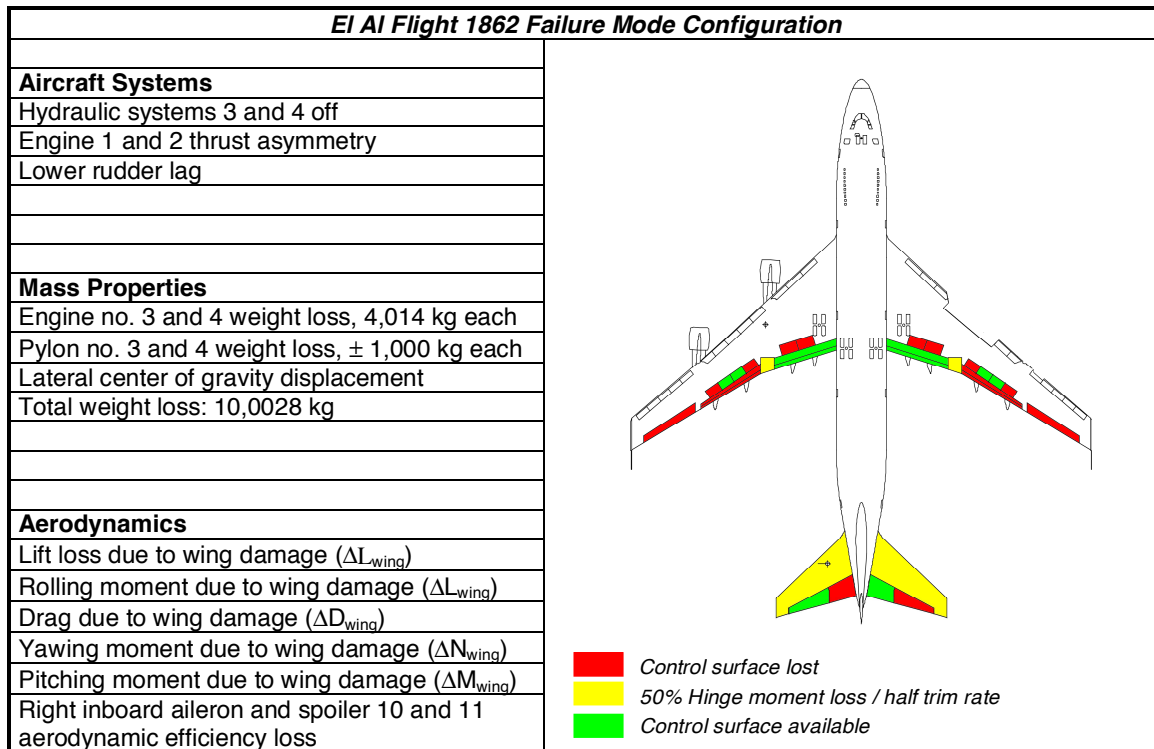 El Al Flight 1862 Failure Mode Configuration
Aircraft Systems
Hydraulic systems 3 and 4 off
Engine 1 and 2 thrust asymmetry
Lower rudder lag
Mass Properties
Engine no. 3 and 4 weight loss, 4,014 kg each
Pylon no. 3 and 4 weight loss, ± 1,000 kg each
Lateral center of gravity displacement
Total weight loss: 10,0028 kg
Aerodynamics
Lift loss due to wing damage (ΔLwing)
Rolling moment due to wing damage (ΔLwing)
Drag due to wing damage (ΔDwing)
Yawing moment due to wing damage (ΔNwing)
Pitching moment due to wing damage (ΔMwing)
Right inboard aileron and spoiler 10 and 11
aerodynamic efficiency loss
Control surface lost
50% Hinge moment loss / half trim rate
Control surface available